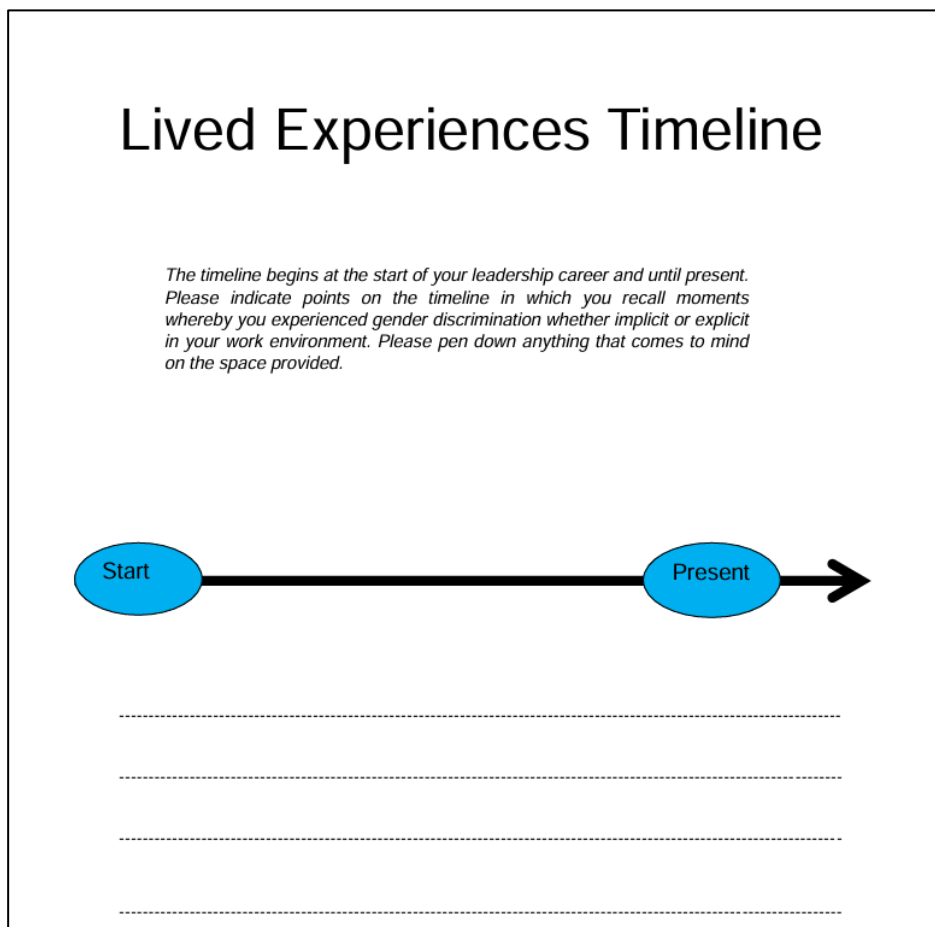 Lived Experiences Timeline
The timeline begins at the start of your leadership career and until present.
Please indicate points on the timeline in which you recall moments
whereby you experienced gender discrimination whether implicit or explicit
in your work environment. Please pen down anything that comes to mind
on the space provided.
Start
Present